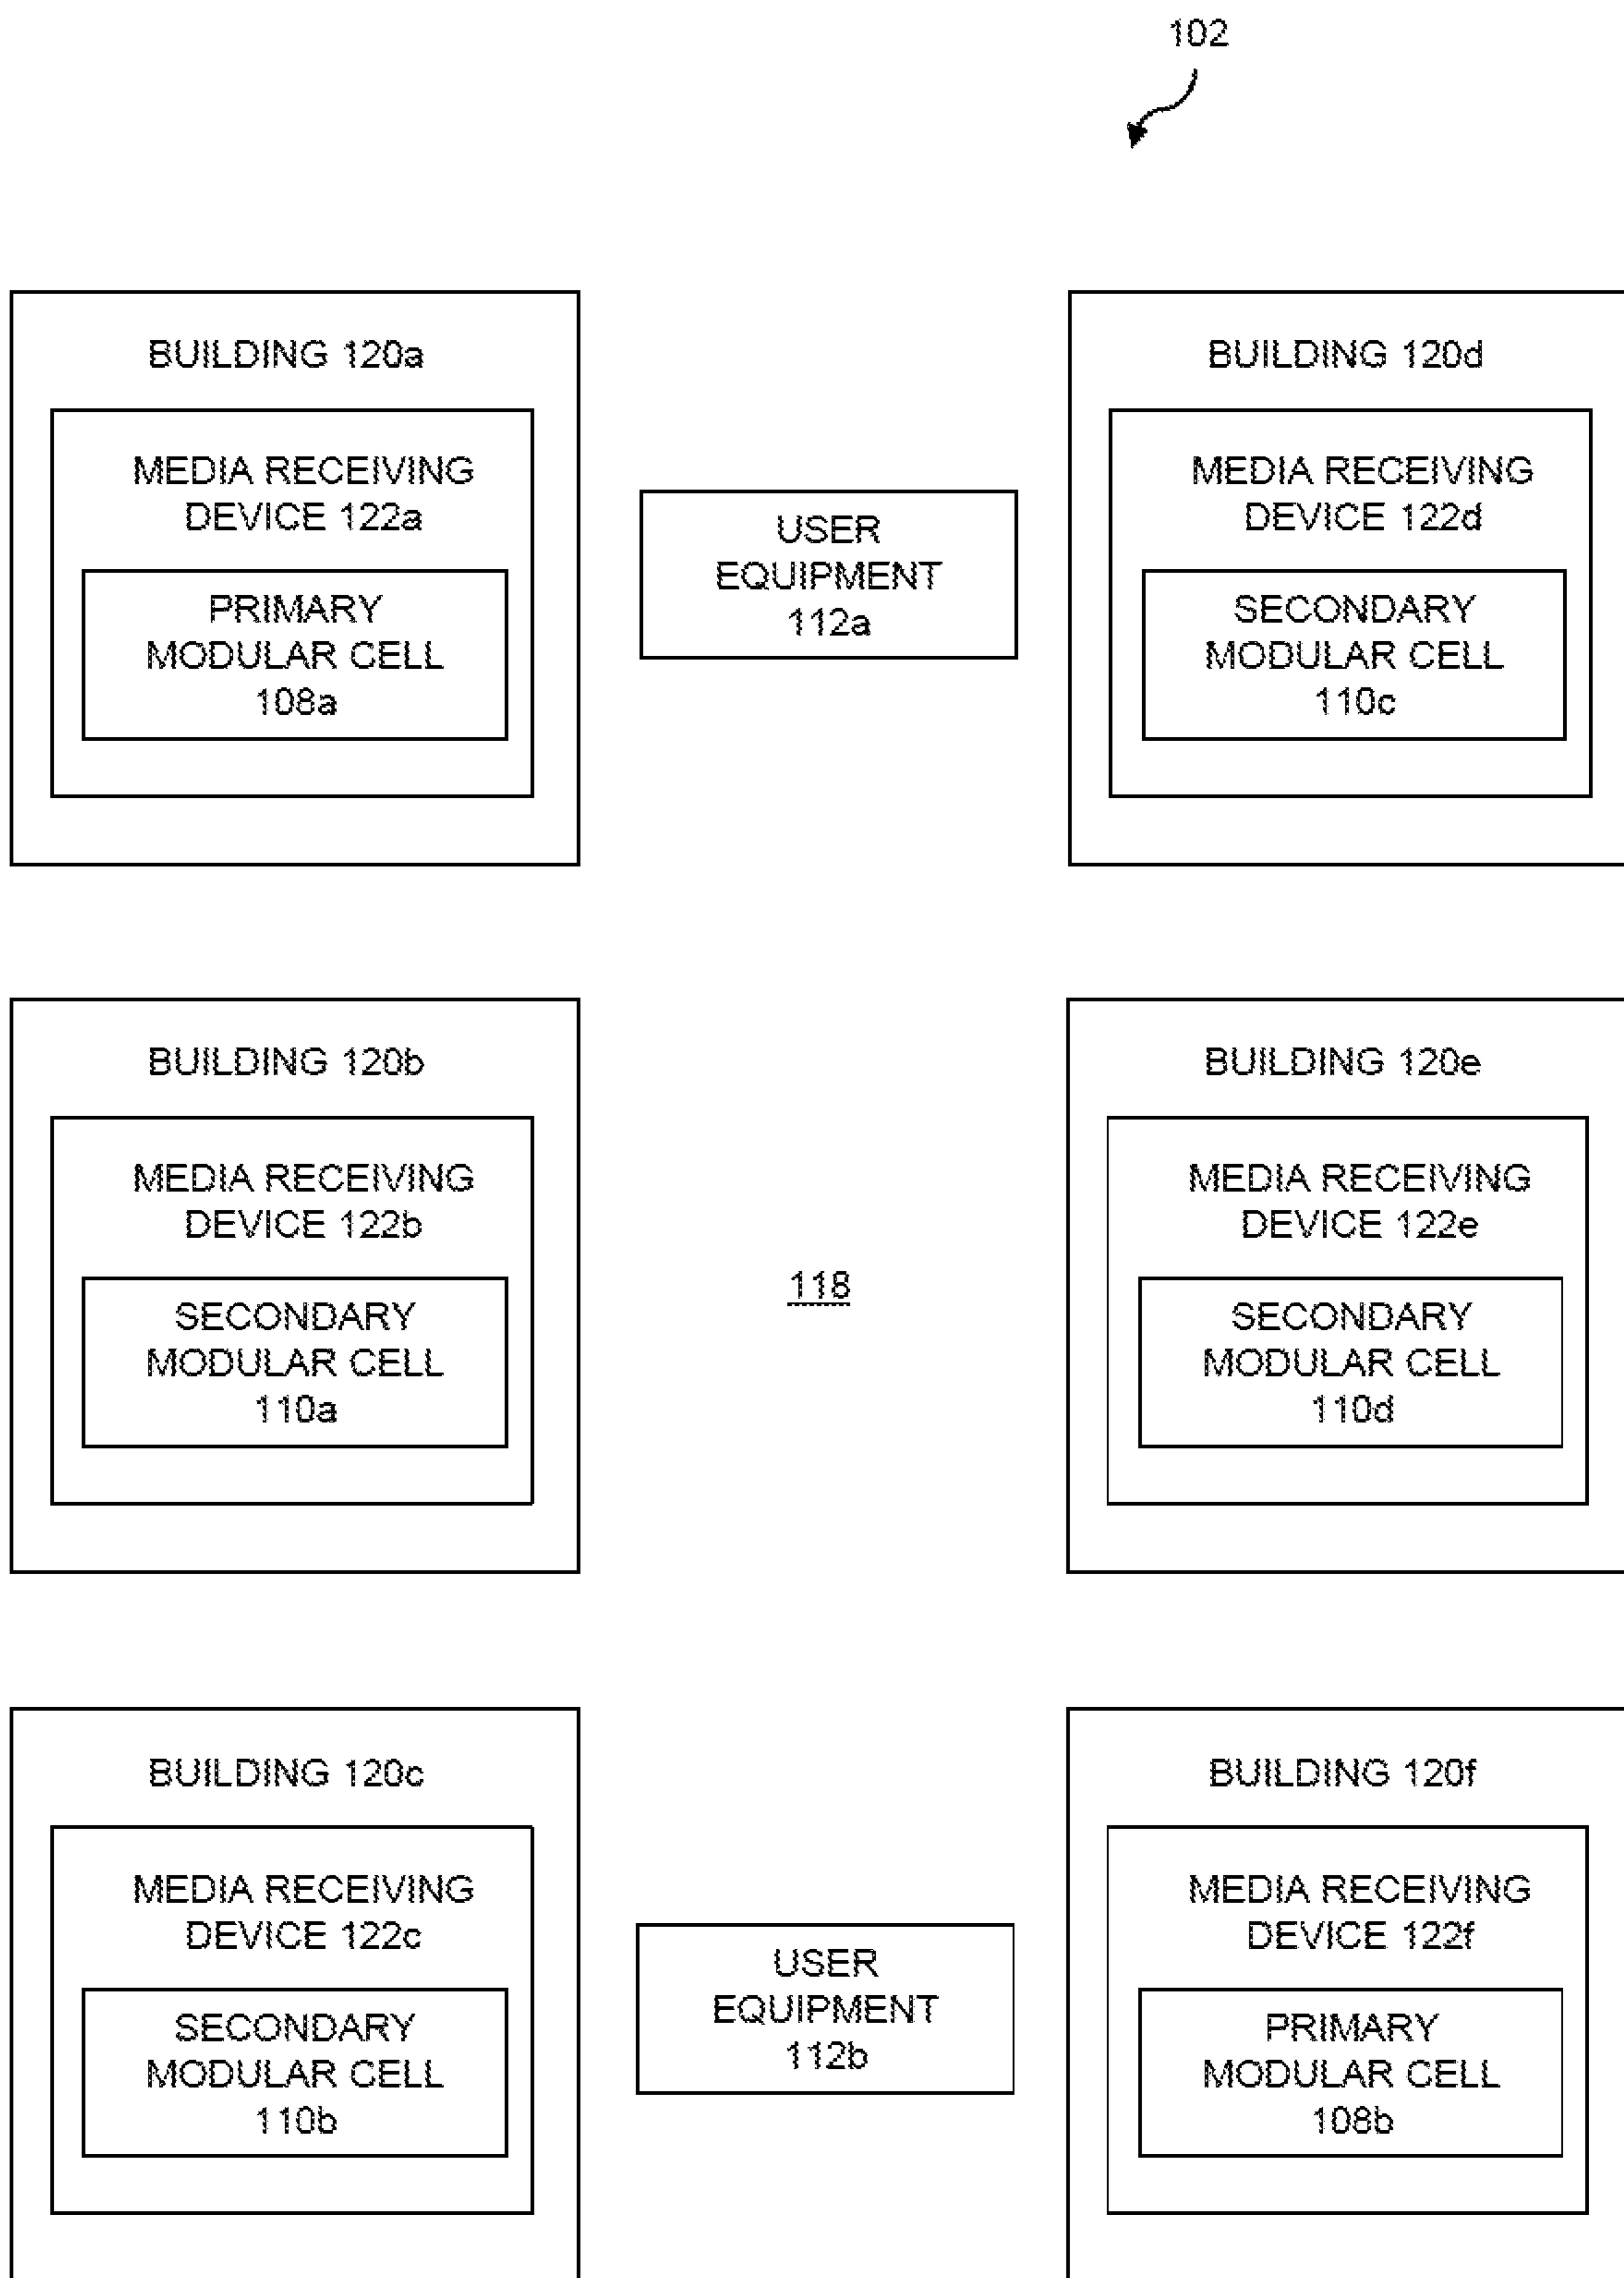 102
BUILDING 120a
MEDIA RECEIVING
DEVICE 122a
PRIMARY
MODULAR CELL
108a
USER
EQUIPMENT
112a
BUILDING 120d
MEDIA RECEIVING
DEVICE 122d
SECONDARY
MODULAR CELL
110c
BUILDING 120b
MEDIA RECEIVING
DEVICE 122b
SECONDARY
MODULAR CELL
110a
118
BUILDING 120e
MEDIA RECEIVING
DEVICE 122e
SECONDARY
MODULAR CELL
110d
BUILDING 120c
MEDIA RECEIVING
DEVICE 122c
SECONDARY
MODULAR CELL
110b
USER
EQUIPMENT
112b
BUILDING 120f
MEDIA RECEIVING
DEVICE 122f
PRIMARY
MODULAR CELL
108b